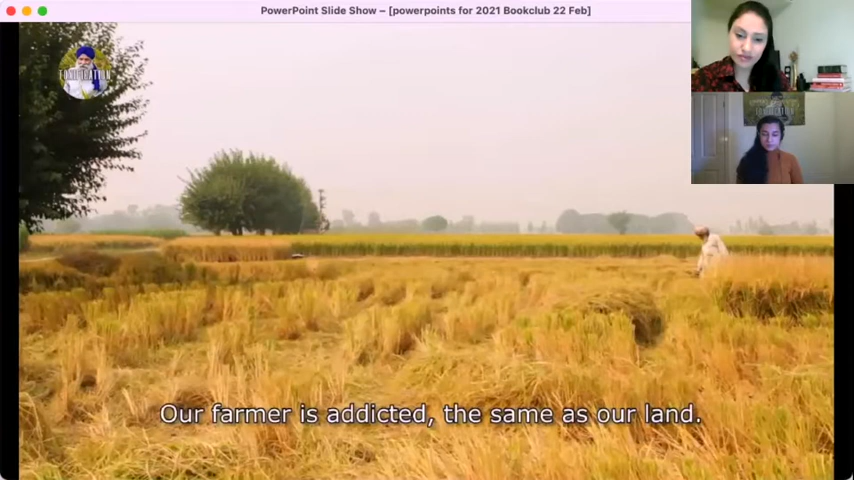 PowerPoint Slide Show – [powerpoints for 2021 Bookclub 22 Feb]
Our farmer is addicted, the same as our land.